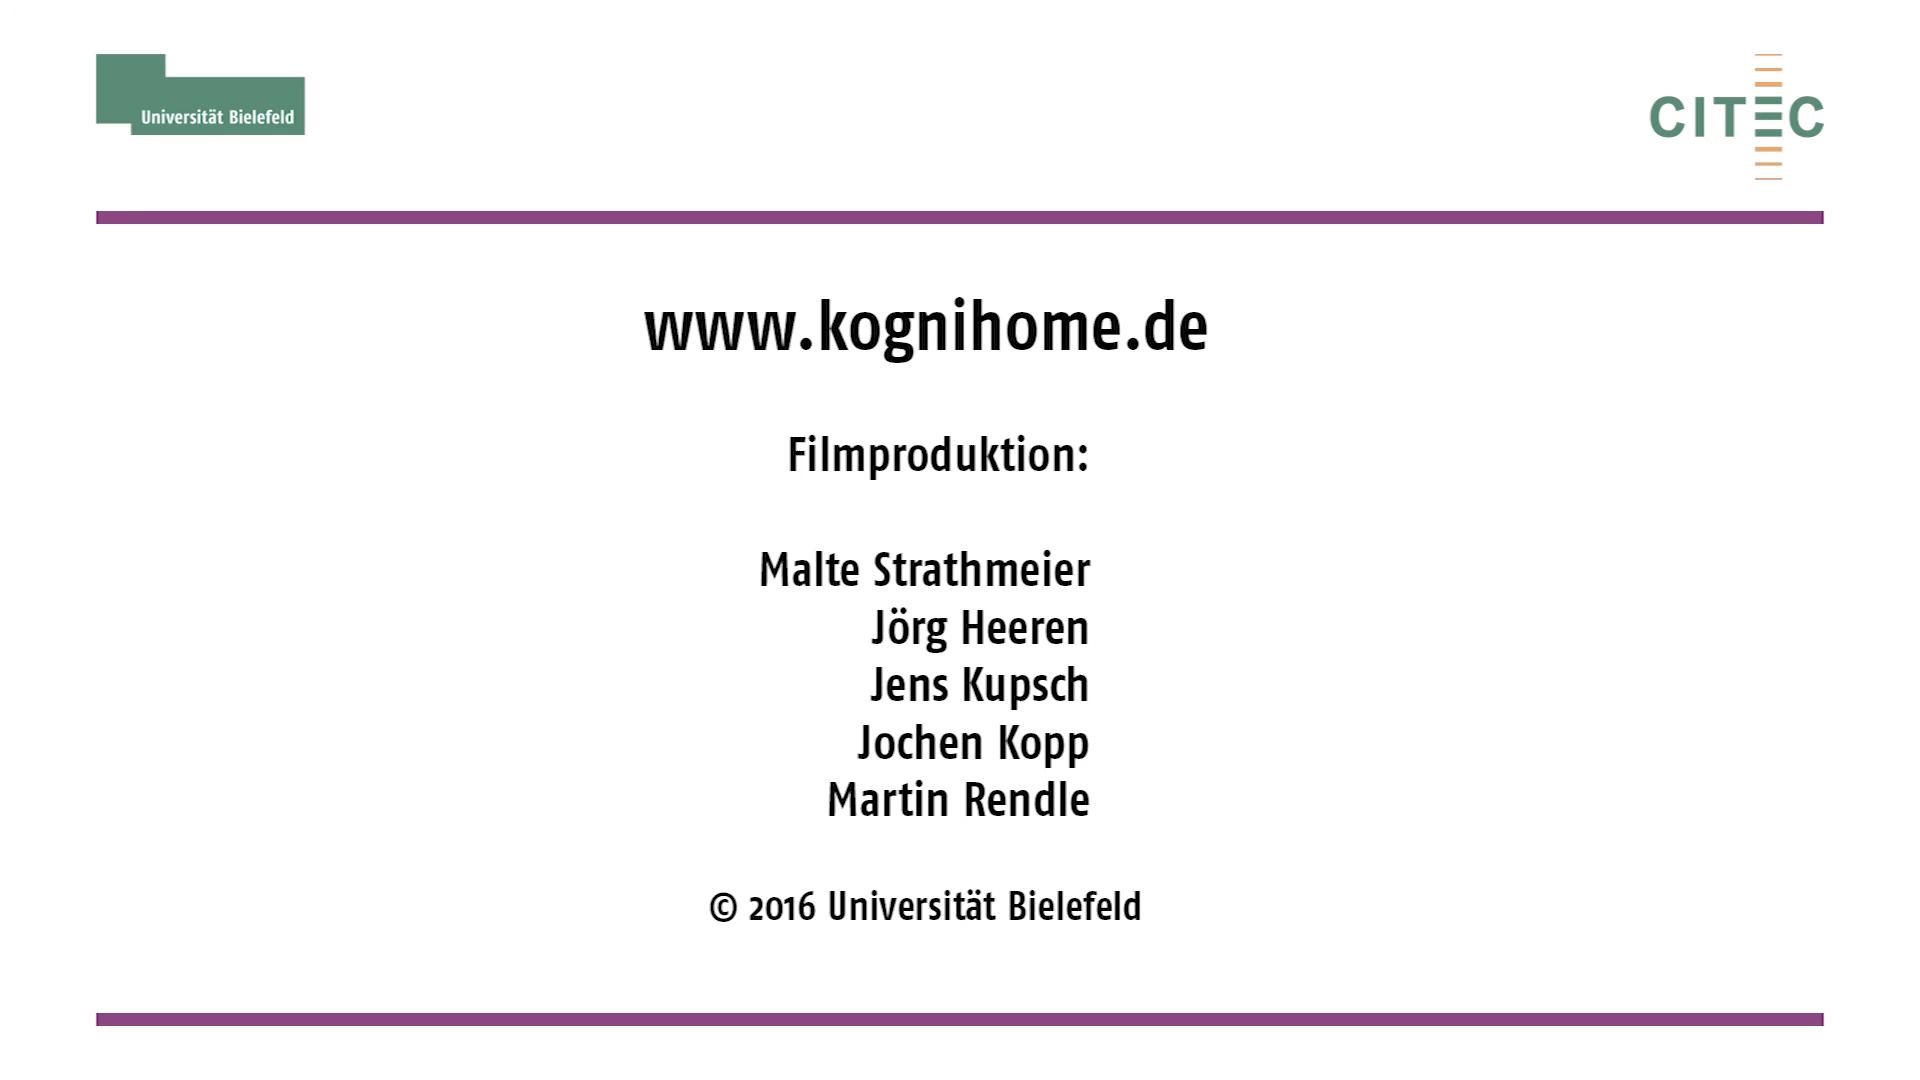 Universität Bielefeld
CITEC
www.kognihome.de
Filmproduktion:
Malte Strathmeier
Jörg Heeren
Jens Kupsch
Jochen Kopp
Martin Rendle
© 2016 Universität Bielefeld